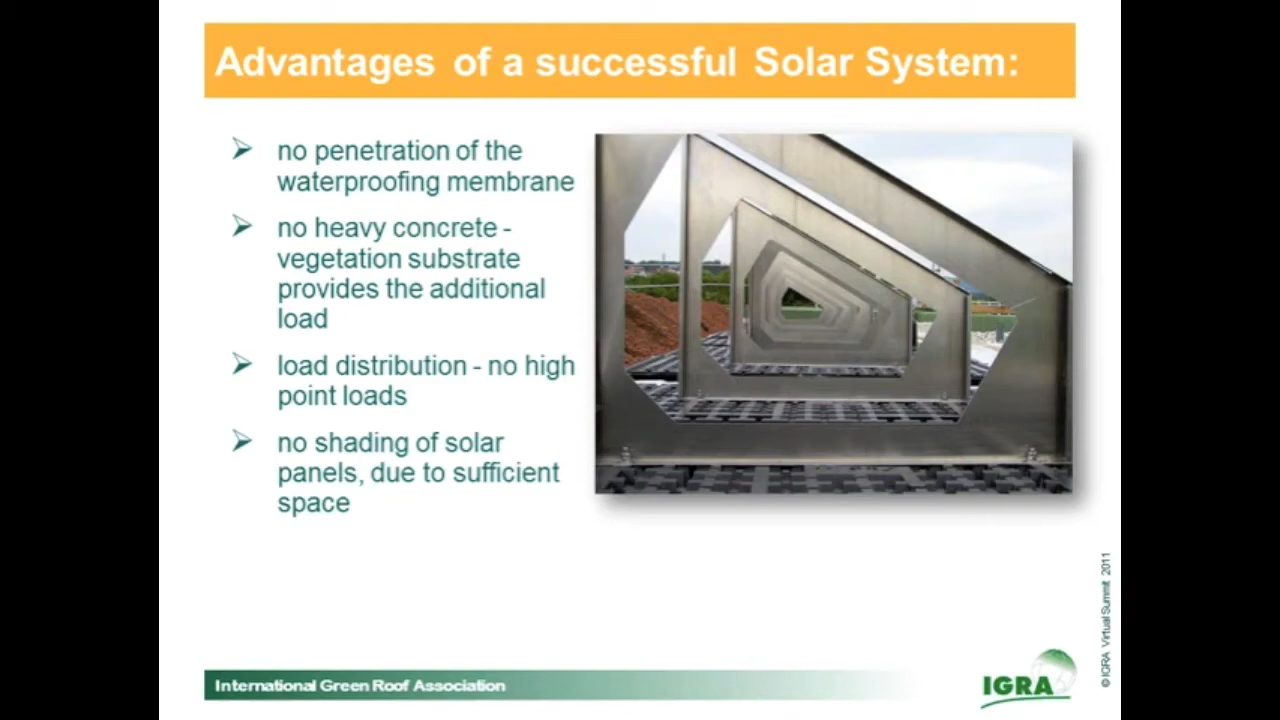 Advantages of a successful Solar System:
no penetration of the
waterproofing membrane
no heavy concrete -
vegetation substrate
provides the additional
load
load distribution - no high
point loads
no shading of solar
panels, due to sufficient
space
© IGRA Virtual Summit 2011
International Green Roof Association
IGRA